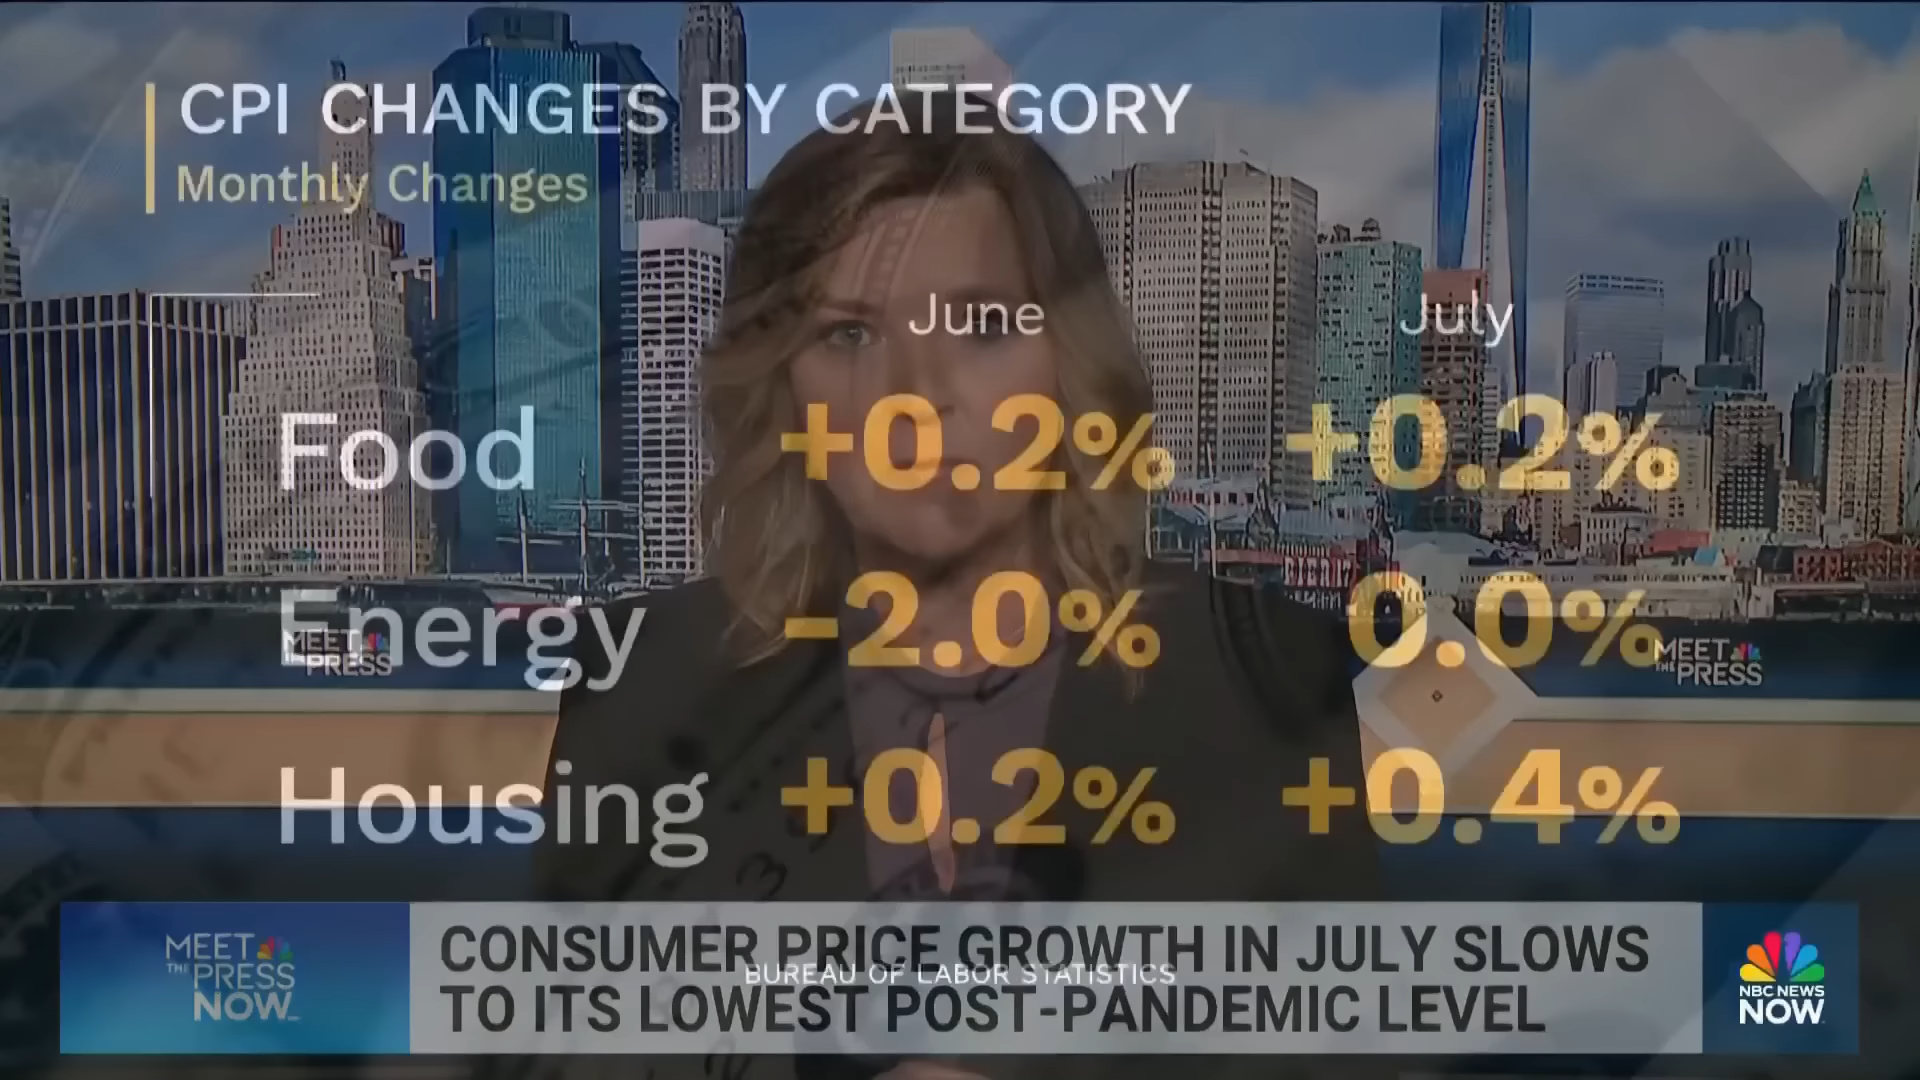 CPI CHANGES BY CATEGORY
Monthly Changes
June July
Food +0.2% +0.2%
Energy -2.0% 0.0%
MEET THE PRESS
MEET THE PRESS
Housing +0.2% +0.4%
MEET THE PRESS NOW
CONSUMER PRICE GROWTH IN JULY SLOWS
BUREAU OF LABOR STATISTICS
TO ITS LOWEST POST-PANDEMIC LEVEL
NBC NEWS
NOW